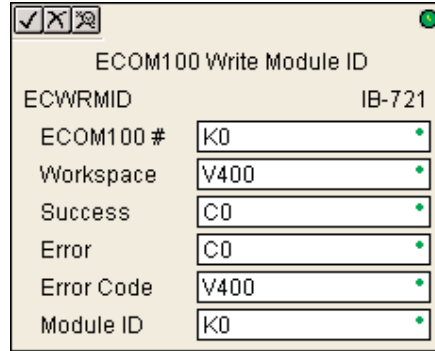 ECOM100 Write Module ID
ECWRMID IB-721
ECOM100 # K0
Workspace V400
Success C0
Error C0
Error Code V400
Module ID K0